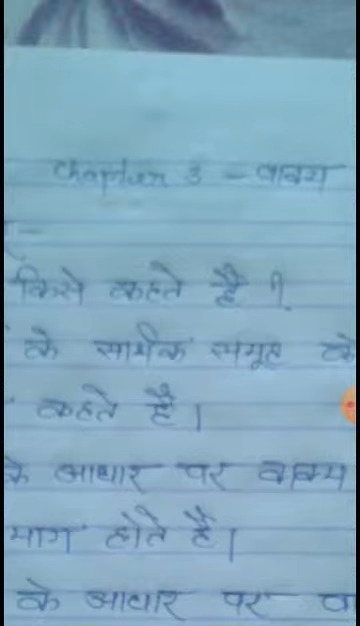 Chapter 3 - वाक्य
किसे कहते हैं ?
के सार्थक समूह को
कहते हैं।
के आधार पर वाक्य
भाग होते हैं।
के आधार पर वा